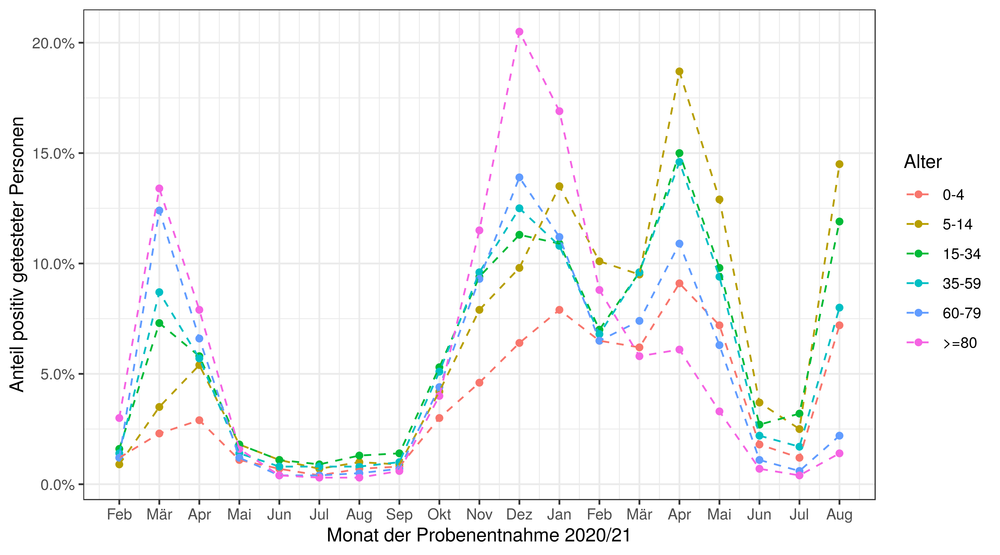 Anteil positiv getesteter Personen
20.0%
15.0%
10.0%
5.0%
0.0%
Feb Mär Apr Mai Jun Jul Aug Sep Okt Nov Dez Jan Feb Mär Apr Mai Jun Jul Aug
Monat der Probenentnahme 2020/21
Alter
0-4
5-14
15-34
35-59
60-79
>=80